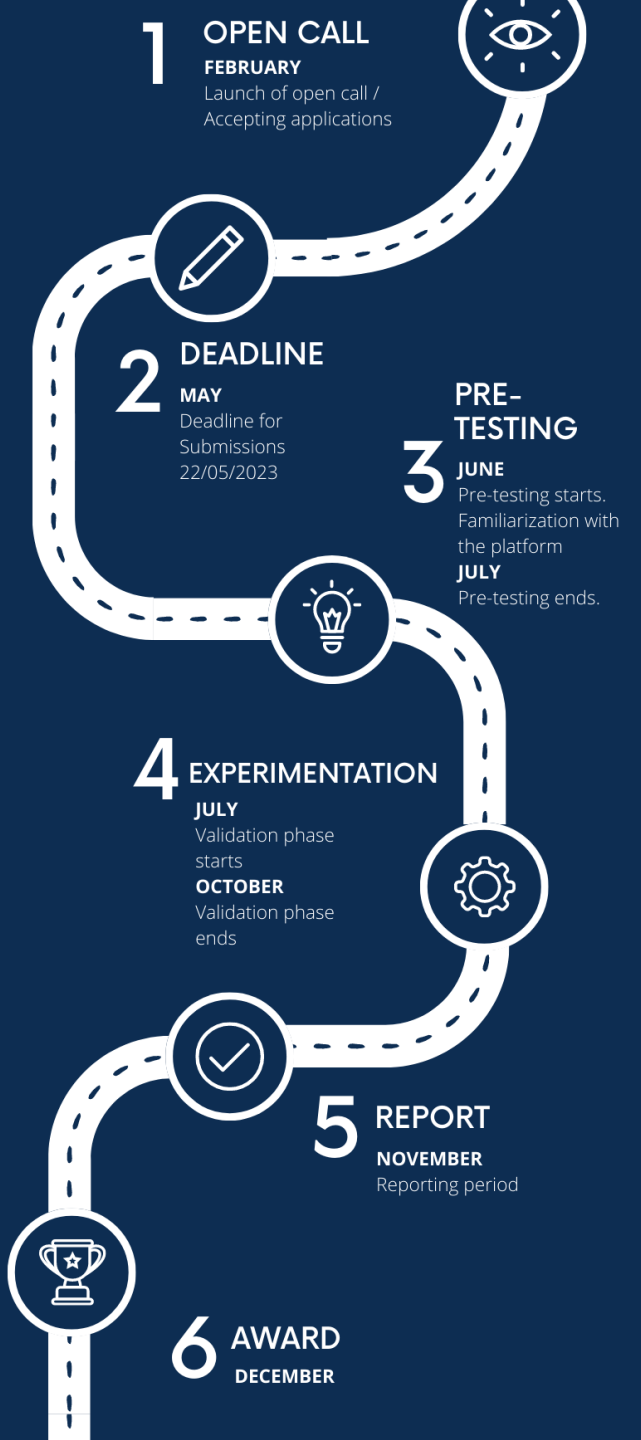 1
OPEN CALL
FEBRUARY
Launch of open call /
Accepting applications
2
DEADLINE
MAY
Deadline for
Submissions
22/05/2023
3
PRE-
TESTING
JUNE
Pre-testing starts.
Familiarization with
the platform
JULY
Pre-testing ends.
4
EXPERIMENTATION
JULY
Validation phase
starts
OCTOBER
Validation phase
ends
5
REPORT
NOVEMBER
Reporting period
6
AWARD
DECEMBER